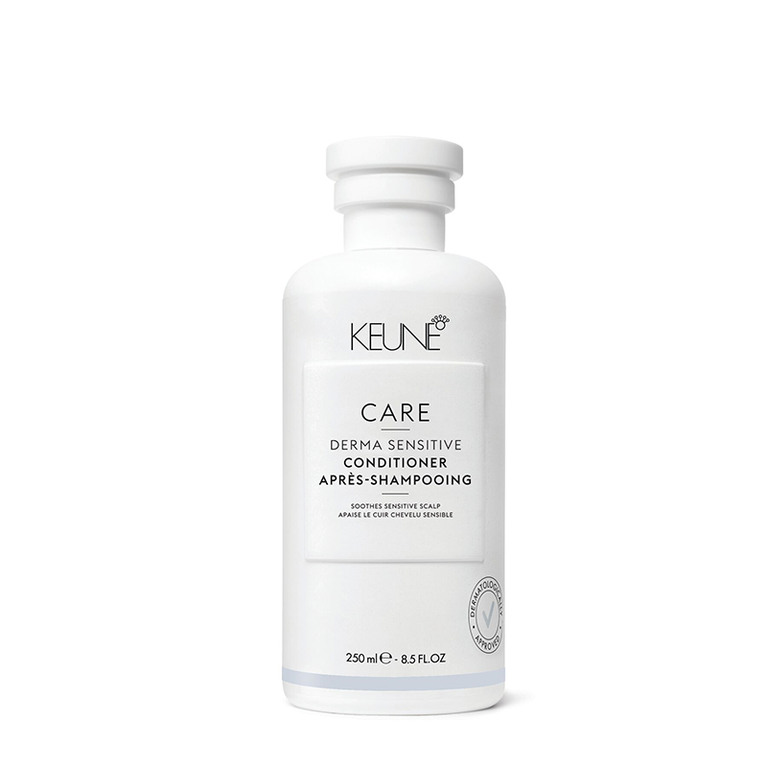 KEUNE
CARE
DERMA SENSITIVE
CONDITIONER
APRÈS-SHAMPOOING
SOOTHES SENSITIVE SCALP
APAISE LE CUIR CHEVELU SENSIBLE
DERMATOLOGICALLY
APPROVED
250 ml ℮ - 8.5 FL.OZ